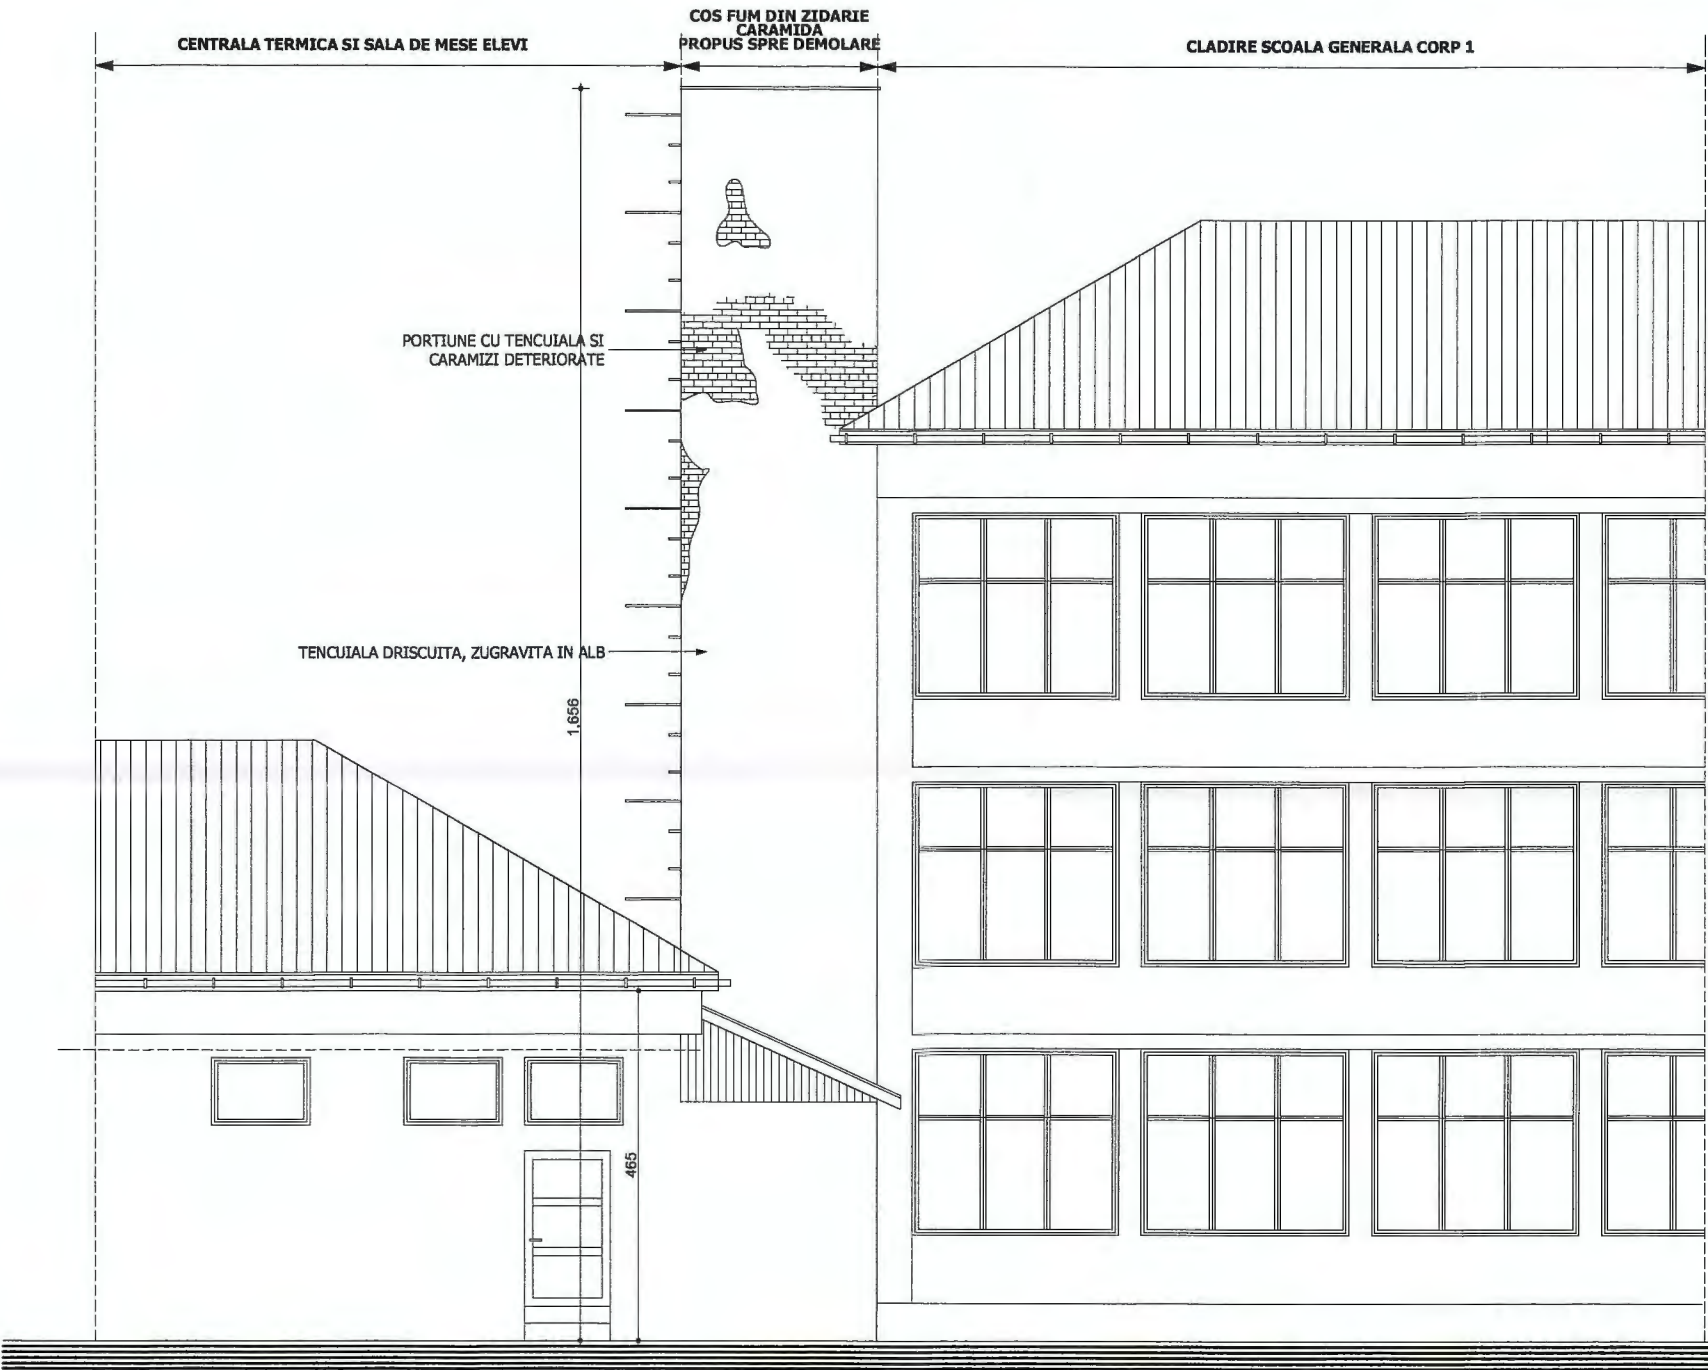 COS FUM DIN ZIDARIE
CARAMIDA
PROPUS SPRE DEMOLARE
CENTRALA TERMICA SI SALA DE MESE ELEVI
CLADIRE SCOALA GENERALA CORP 1
PORTIUNE CU TENCUIALA SI
CARAMIZI DETERIORATE
TENCUIALA DRISCUITA, ZUGRAVITA IN ALB
1,656
465